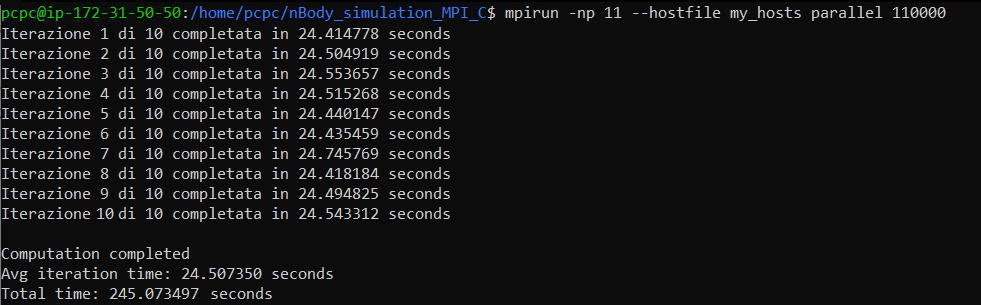 pcpc@ip-172-31-50-50:/home/pcpc/nBody_simulation_MPI_C$ mpirun -np 11 --hostfile my_hosts parallel 110000
Iterazione 1 di 10 completata in 24.414778 seconds
Iterazione 2 di 10 completata in 24.504919 seconds
Iterazione 3 di 10 completata in 24.553657 seconds
Iterazione 4 di 10 completata in 24.515268 seconds
Iterazione 5 di 10 completata in 24.440147 seconds
Iterazione 6 di 10 completata in 24.435459 seconds
Iterazione 7 di 10 completata in 24.745769 seconds
Iterazione 8 di 10 completata in 24.418184 seconds
Iterazione 9 di 10 completata in 24.494825 seconds
Iterazione 10 di 10 completata in 24.543312 seconds
Computation completed
Avg iteration time: 24.507350 seconds
Total time: 245.073497 seconds